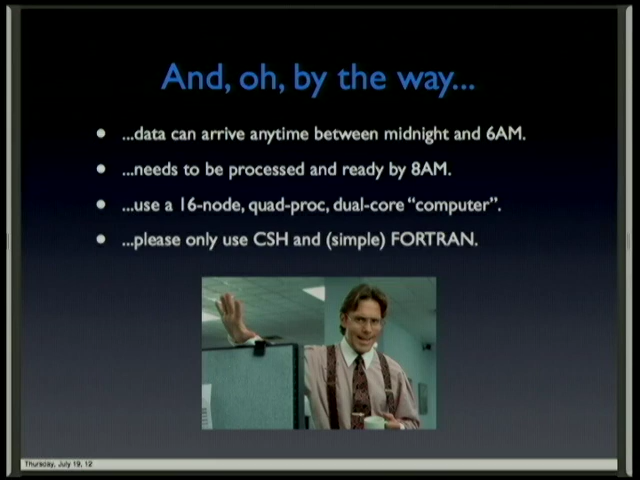 And, oh, by the way...
...data can arrive anytime between midnight and 6AM.
...needs to be processed and ready by 8AM.
...use a 16-node, quad-proc, dual-core “computer”.
...please only use CSH and (simple) FORTRAN.
Thursday, July 19, 12